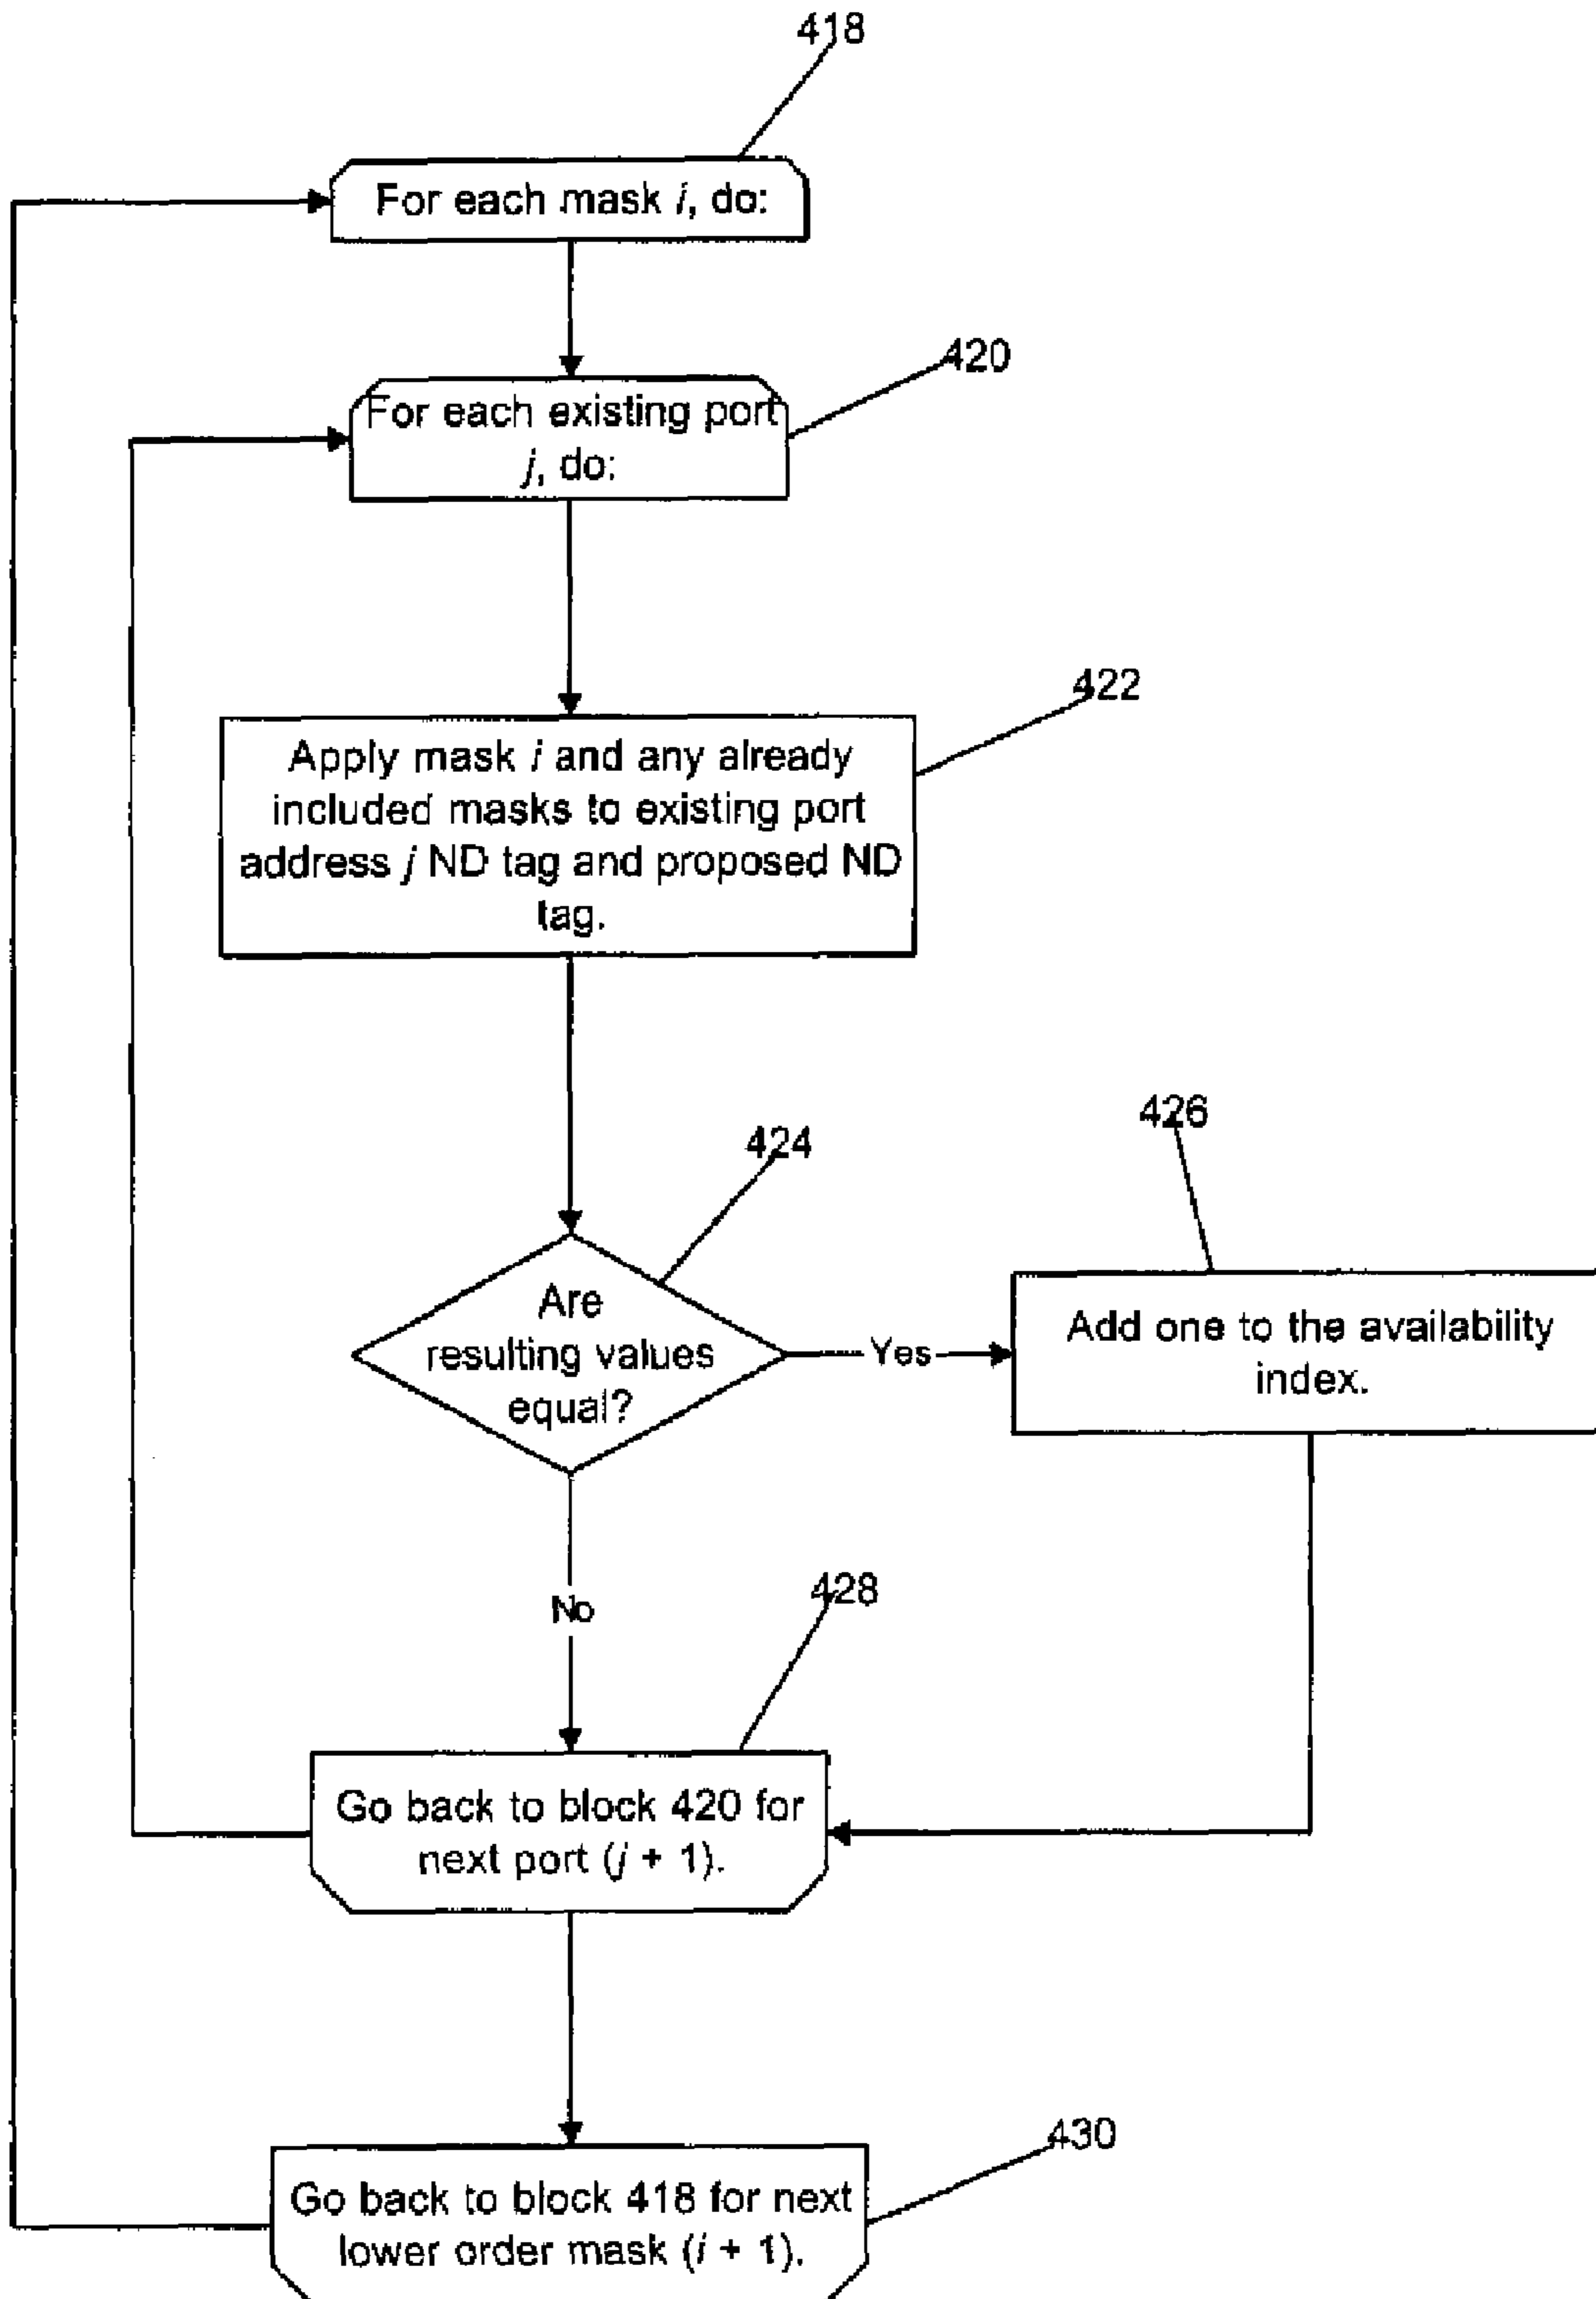 418
For each mask i, do:
420
For each existing port
j, do:
422
Apply mask i and any already
included masks to existing port
address j ND tag and proposed ND
tag.
424
426
Are
resulting values
equal?
Yes
Add one to the availability
index.
No
428
Go back to block 420 for
next port (j + 1).
430
Go back to block 418 for next
lower order mask (i + 1).